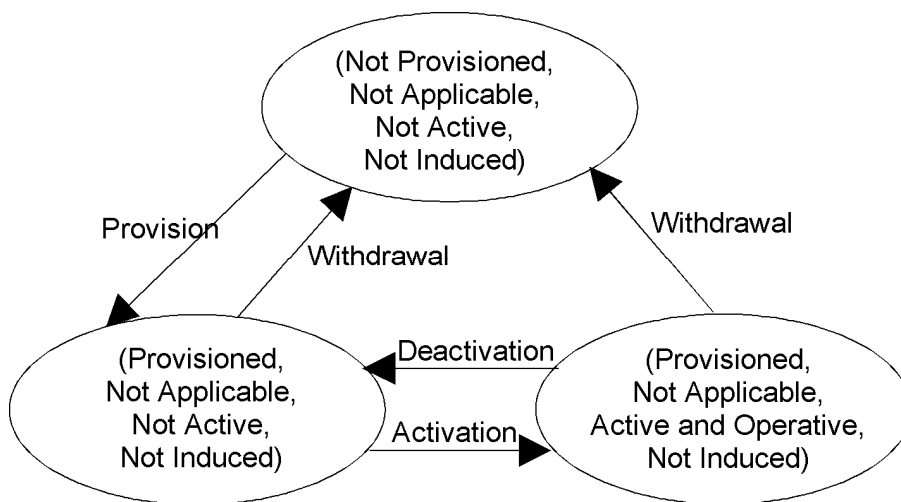 (Not Provisioned,
Not Applicable,
Not Active,
Not Induced)
Provision
Withdrawal
Withdrawal
(Provisioned,
Not Applicable,
Not Active,
Not Induced)
Deactivation
Activation
(Provisioned,
Not Applicable,
Active and Operative,
Not Induced)